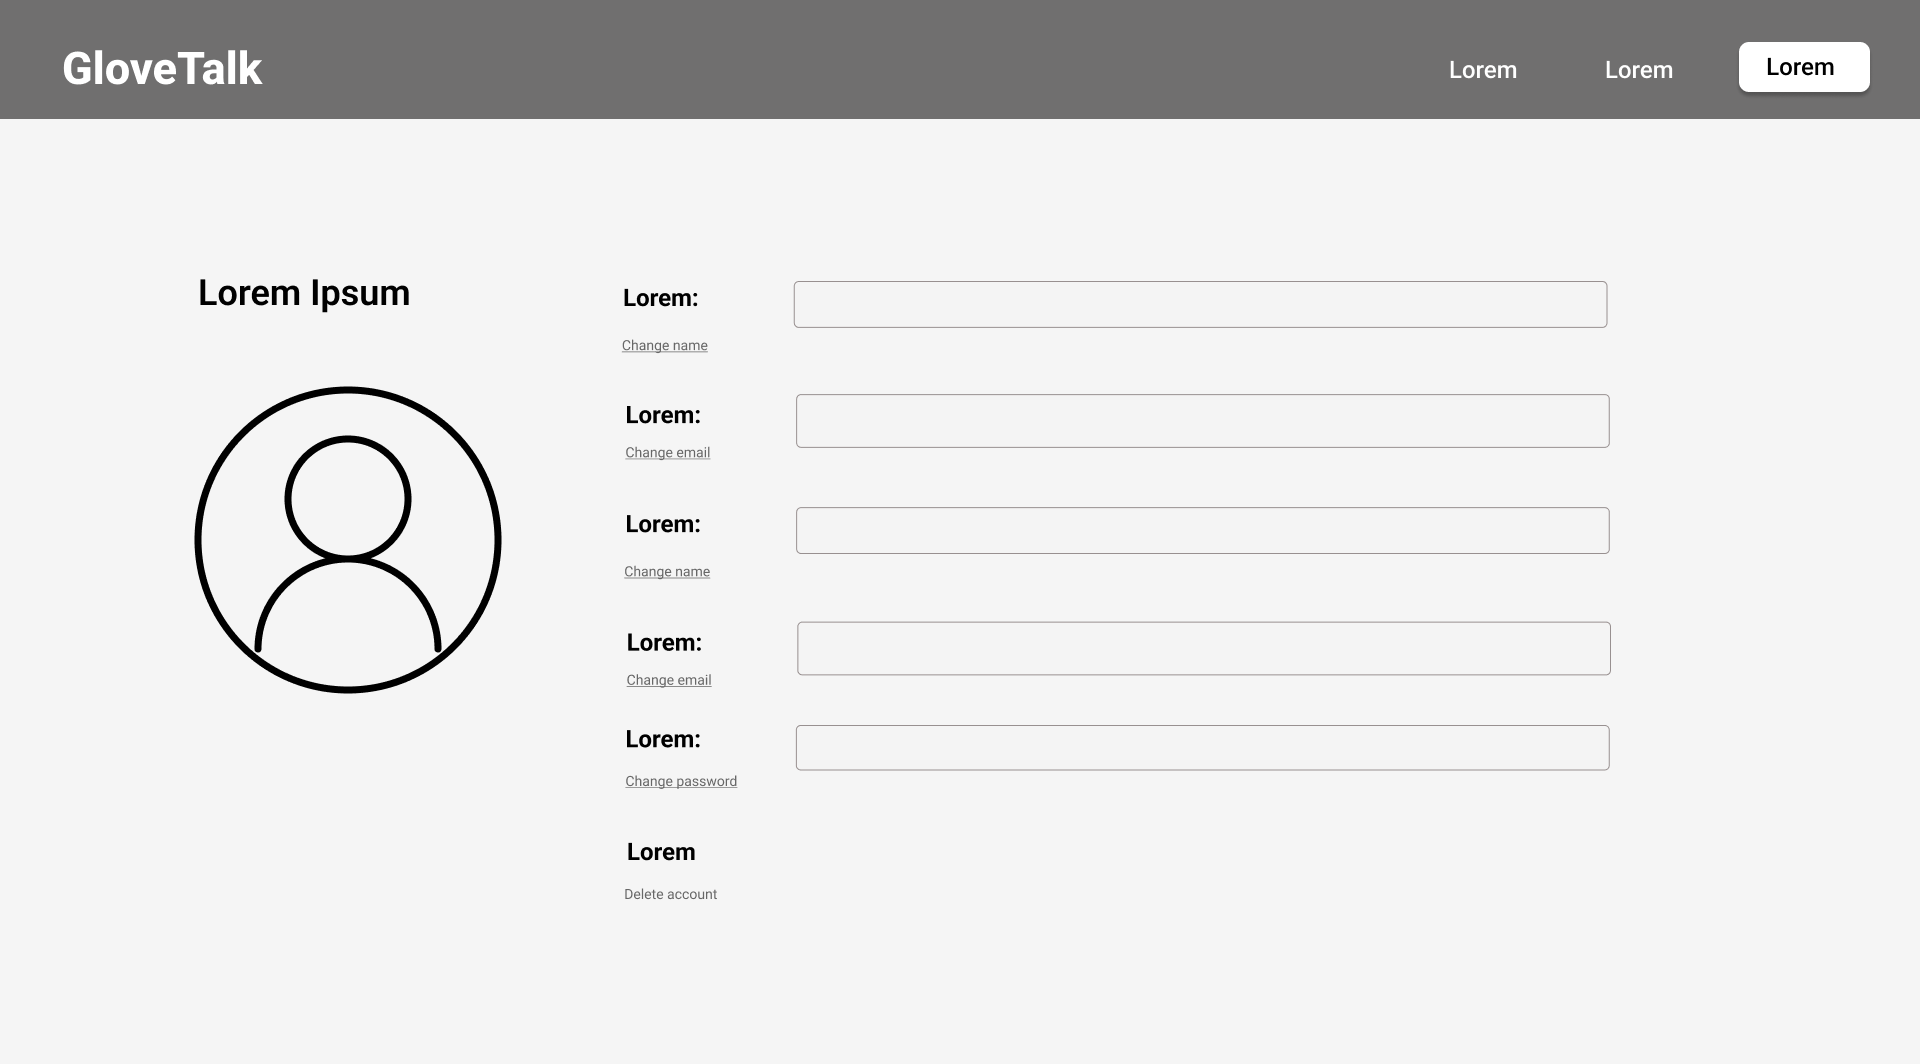 GloveTalk
Lorem
Lorem
Lorem
Lorem Ipsum
Lorem:
Change name
Lorem:
Change email
Lorem:
Change name
Lorem:
Change email
Lorem:
Change password
Lorem
Delete account